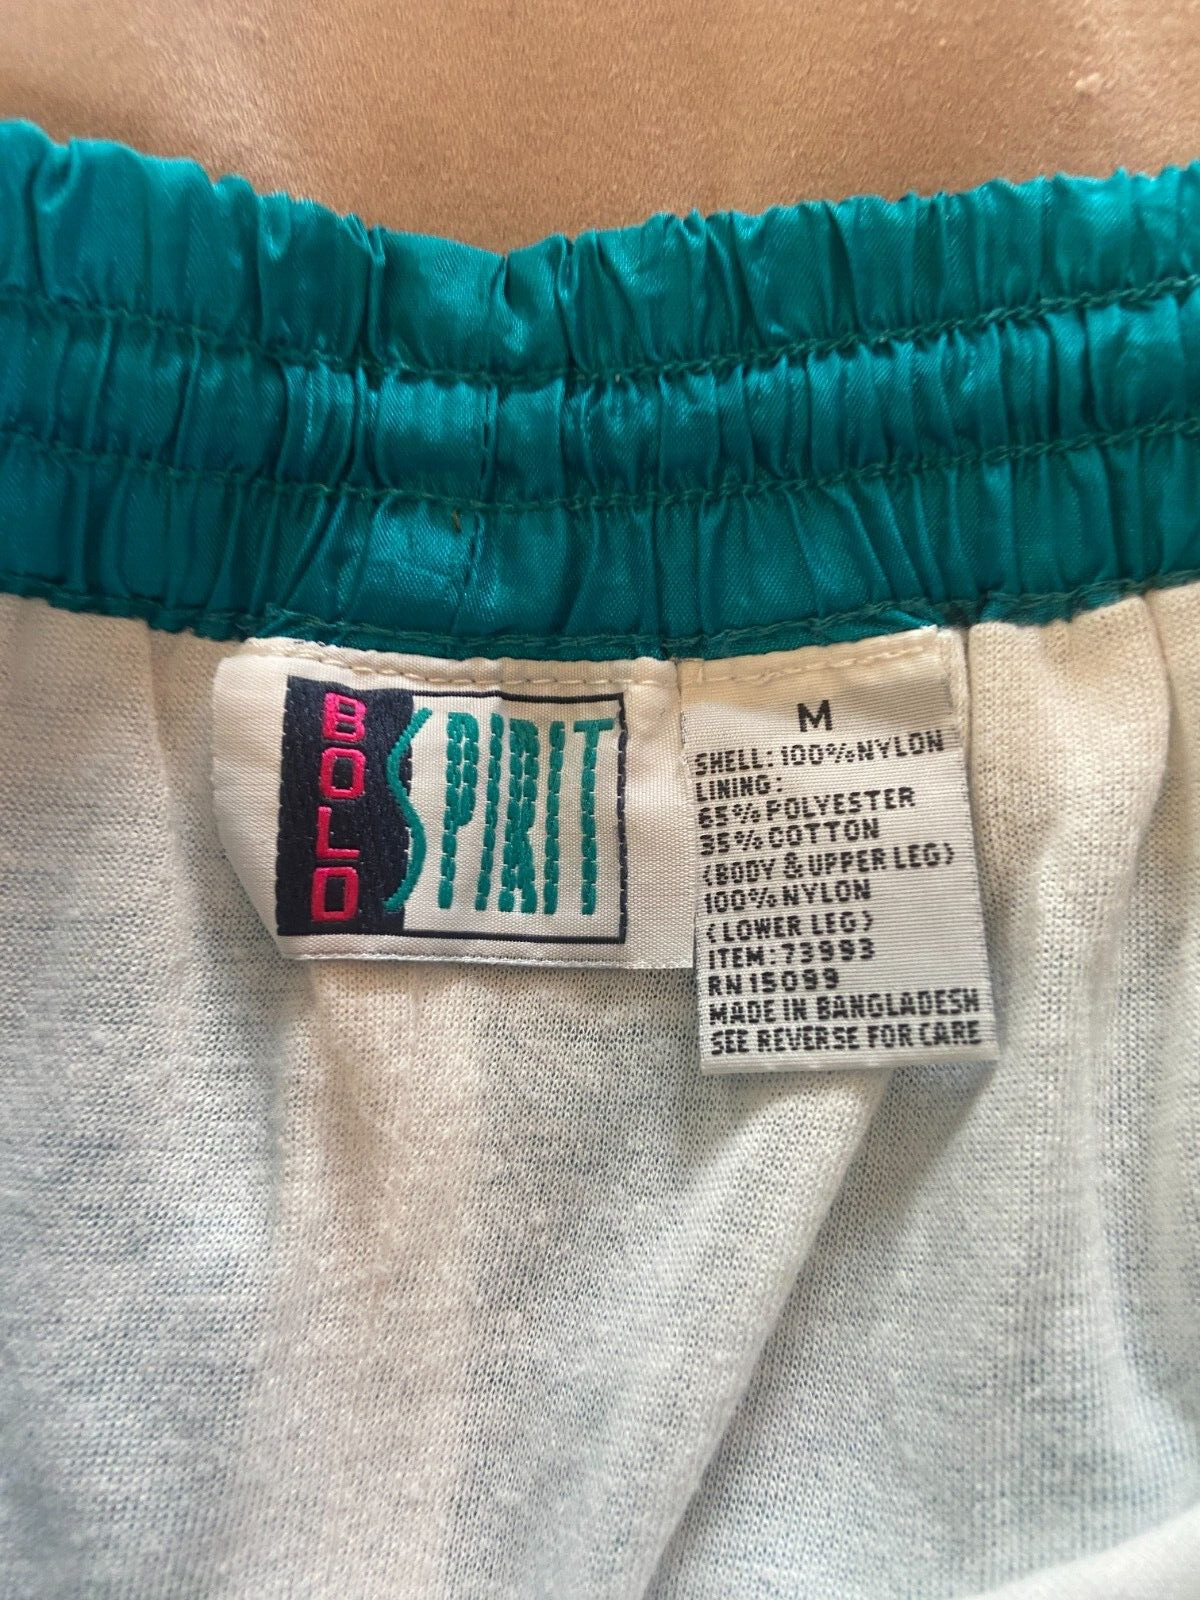 BOLD
SPIRIT
M
SHELL: 100% NYLON
LINING:
65% POLYESTER
35% COTTON
(BODY & UPPER LEG)
100% NYLON
(LOWER LEG)
ITEM: 73993
RN 15099
MADE IN BANGLADESH
SEE REVERSE FOR CARE